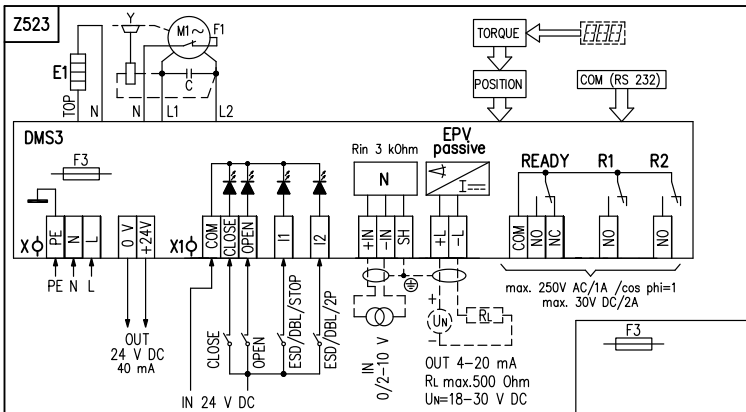 Z523
Y
M1~
F1
E1
C
TOP
N
N
L1
L2
TORQUE
POSITION
COM (RS 232)
DMS3
F3
Rin 3 kOhm
N
EPV
passive
READY
R1
R2
X
PE
N
L
0 V
+24V
X1
COM
CLOSE
OPEN
I1
I2
+IN
-IN
SH
+L
-L
COM
NO
NC
NO
NO
PE
N
L
OUT
24 V DC
40 mA
CLOSE
OPEN
ESD/DBL/STOP
ESD/DBL/2P
IN 24 V DC
IN
0/2-10 V
+
UN
-
RL
OUT 4-20 mA
RL max.500 Ohm
UN=18-30 V DC
max. 250V AC/1A /cos phi=1
max. 30V DC/2A
F3